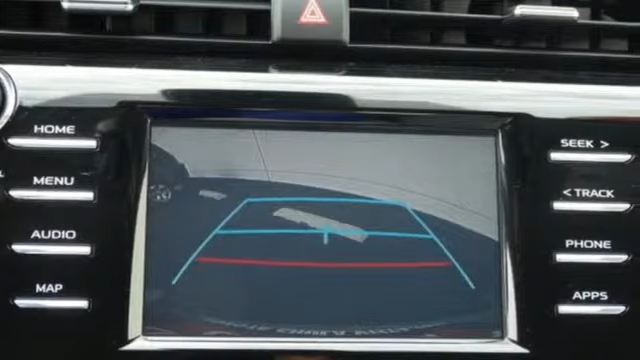 HOME
MENU
AUDIO
MAP
SEEK >
< TRACK
PHONE
APPS